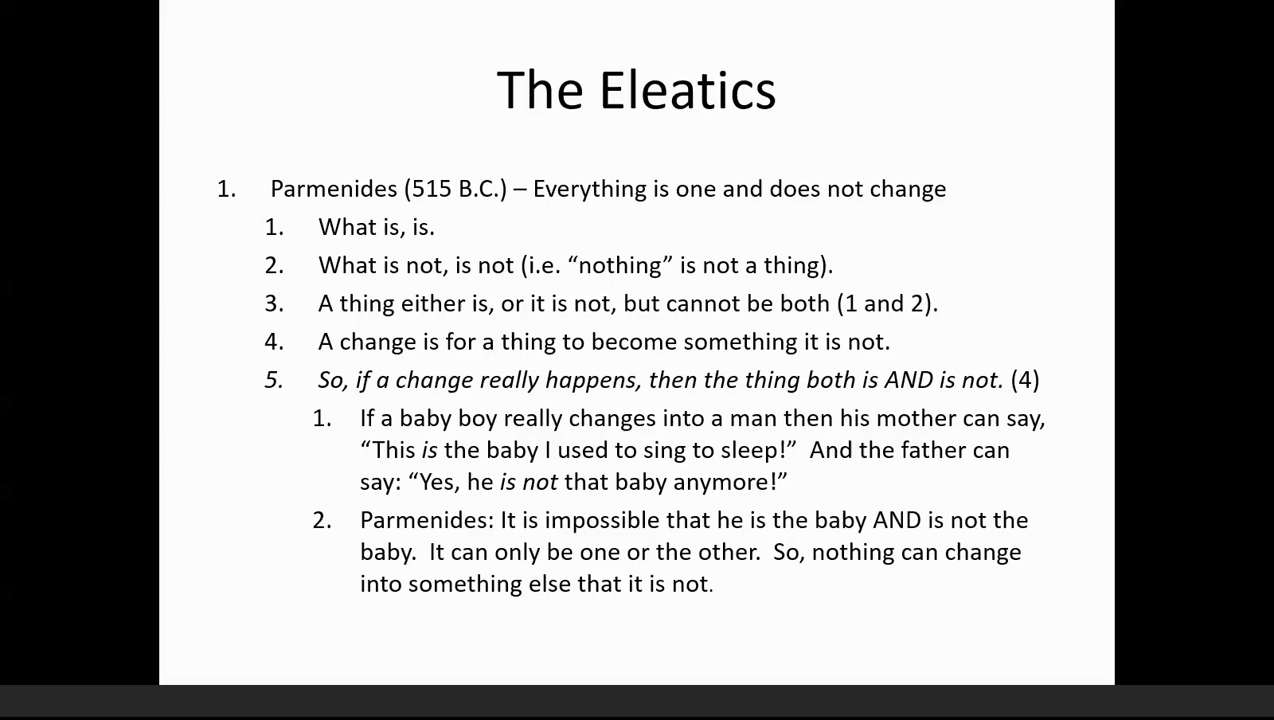 The Eleatics
1. Parmenides (515 B.C.) – Everything is one and does not change
1. What is, is.
2. What is not, is not (i.e. “nothing” is not a thing).
3. A thing either is, or it is not, but cannot be both (1 and 2).
4. A change is for a thing to become something it is not.
5. So, if a change really happens, then the thing both is AND is not. (4)
1. If a baby boy really changes into a man then his mother can say,
“This is the baby I used to sing to sleep!” And the father can
say: “Yes, he is not that baby anymore!”
2. Parmenides: It is impossible that he is the baby AND is not the
baby. It can only be one or the other. So, nothing can change
into something else that it is not.